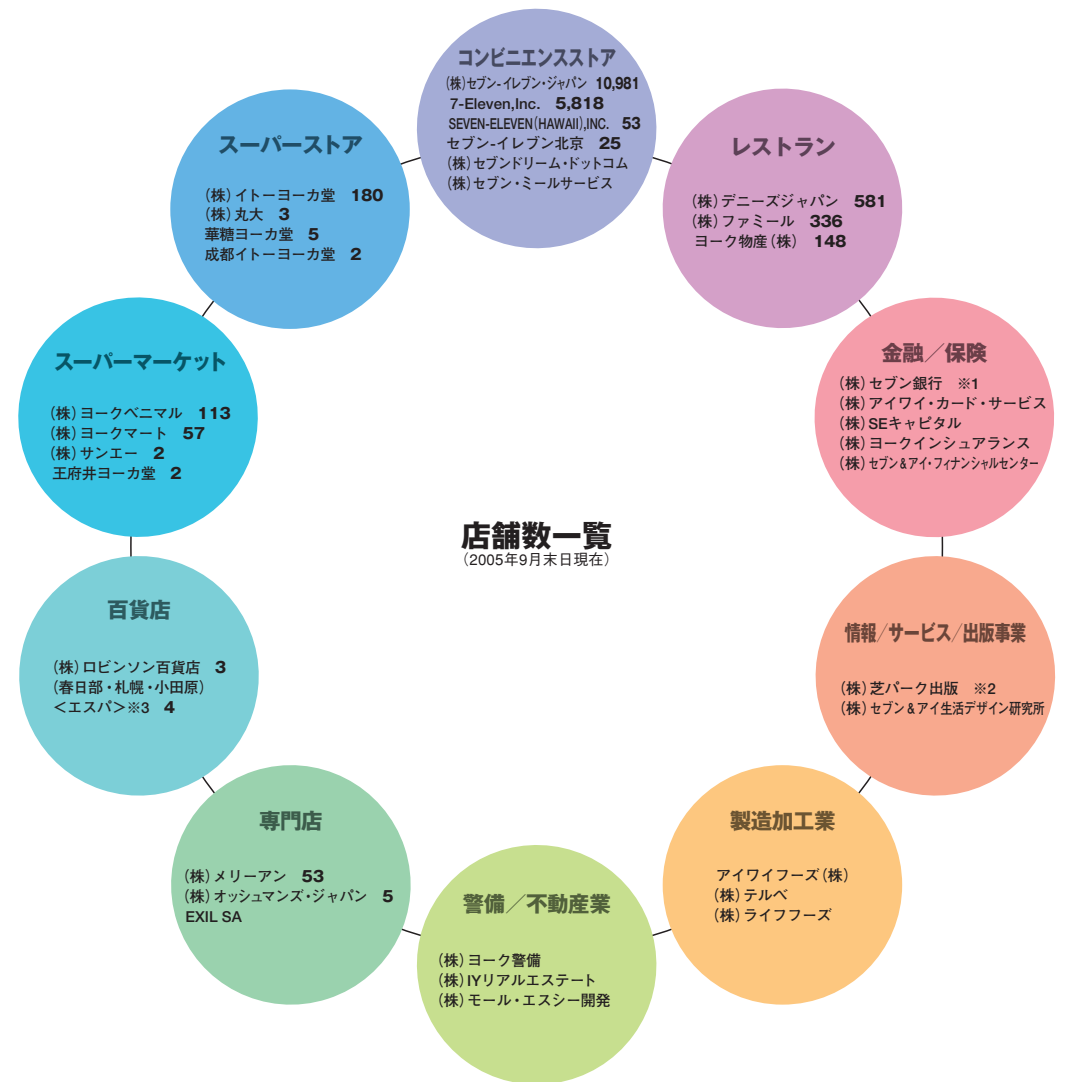 店舗数一覧
(2005年9月末日現在)
コンビニエンスストア
(株)セブン-イレブン・ジャパン 10,981
7-Eleven,Inc. 5,818
SEVEN-ELEVEN(HAWAII),INC. 53
セブン-イレブン北京 25
(株)セブンドリーム・ドットコム
(株)セブン・ミールサービス
レストラン
(株)デニーズジャパン 581
(株)ファミール 336
ヨーク物産(株) 148
金融／保険
(株)セブン銀行 ※1
(株)アイワイ・カード・サービス
(株)SEキャピタル
(株)ヨークインシュアランス
(株)セブン&アイ・フィナンシャルセンター
情報/サービス/出版事業
(株)芝パーク出版 ※2
(株)セブン&アイ生活デザイン研究所
製造加工業
アイワイフーズ(株)
(株)テルベ
(株)ライフフーズ
警備／不動産業
(株)ヨーク警備
(株)IYリアルエステート
(株)モール・エスシー開発
専門店
(株)メリーアン 53
(株)オッシュマンズ・ジャパン 5
EXIL SA
百貨店
(株)ロビンソン百貨店 3
(春日部・札幌・小田原)
<エスパ>※3 4
スーパーマーケット
(株)ヨークベニマル 113
(株)ヨークマート 57
(株)サンエー 2
王府井ヨーカ堂 2
スーパーストア
(株)イトーヨーカ堂 180
(株)丸大 3
華糖ヨーカ堂 5
成都イトーヨーカ堂 2